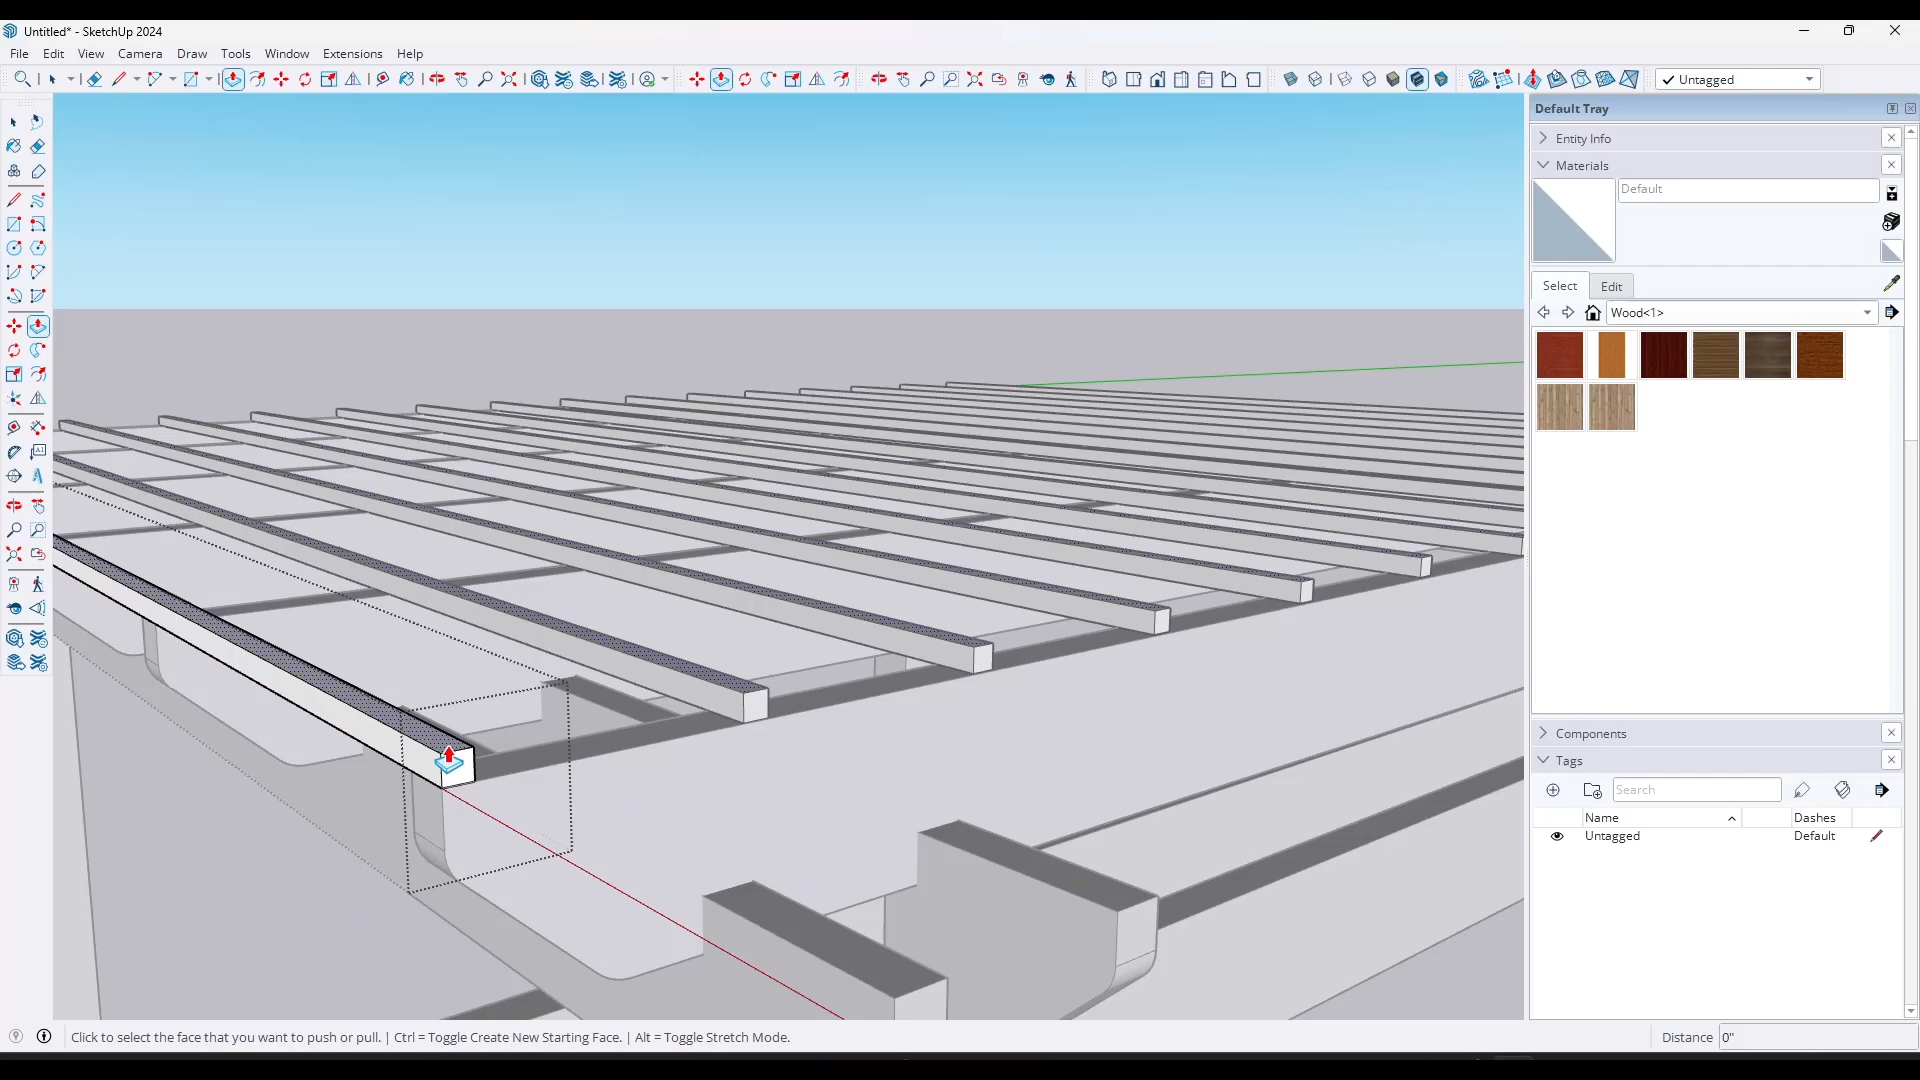 Untitled* - SketchUp 2024
File Edit View Camera Draw Tools Window Extensions Help
Untagged
Default Tray
Entity Info
Materials
Default
Select Edit
Wood<1>
Components
Tags
Search
Name Dashes
Untagged Default
Click to select the face that you want to push or pull. | Ctrl = Toggle Create New Starting Face. | Alt = Toggle Stretch Mode.
Distance 0"